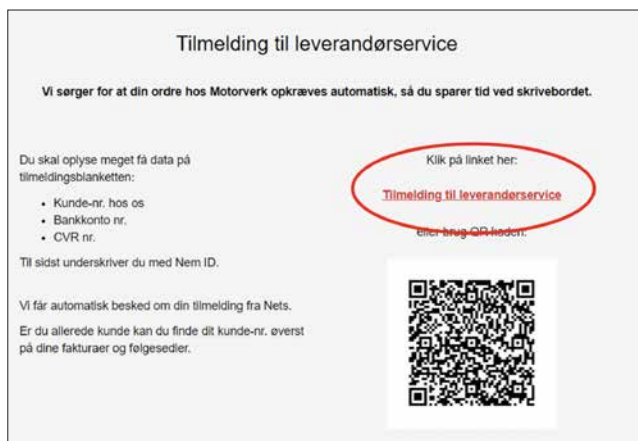 Tilmelding til leverandørservice
Vi sørger for at din ordre hos Motorverk opkræves automatisk, så du sparer tid ved skrivebordet.
Du skal oplyse meget få data på
tilmeldingsblanketten:
• Kunde-nr. hos os
• Bankkonto nr.
• CVR nr.
Til sidst underskriver du med Nem ID.
Vi får automatisk besked om din tilmelding fra Nets.
Er du allerede kunde kan du finde dit kunde-nr. øverst
på dine fakturaer og følgesedler.
Klik på linket her:
Tilmelding til leverandørservice
eller brug QR koden: